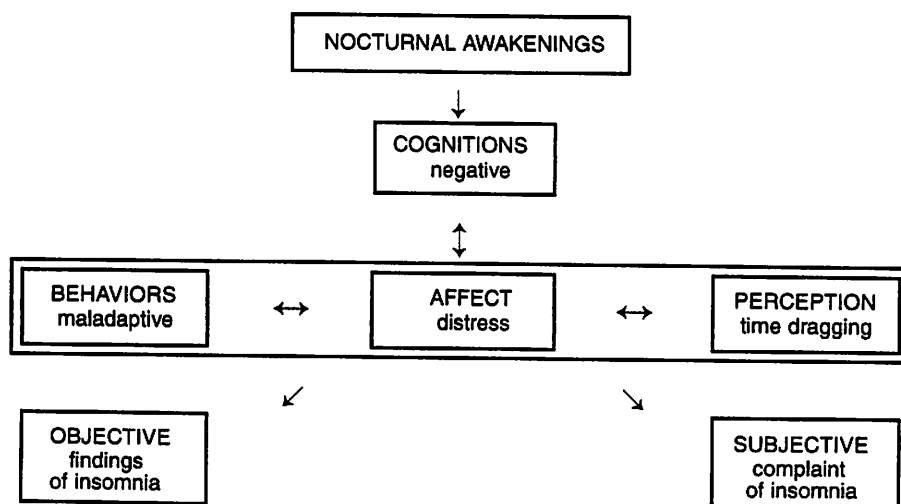 NOCTURNAL AWAKENINGS
COGNITIONS
negative
BEHAVIORS
maladaptive
AFFECT
distress
PERCEPTION
time dragging
OBJECTIVE
findings
of insomnia
SUBJECTIVE
complaint
of insomnia